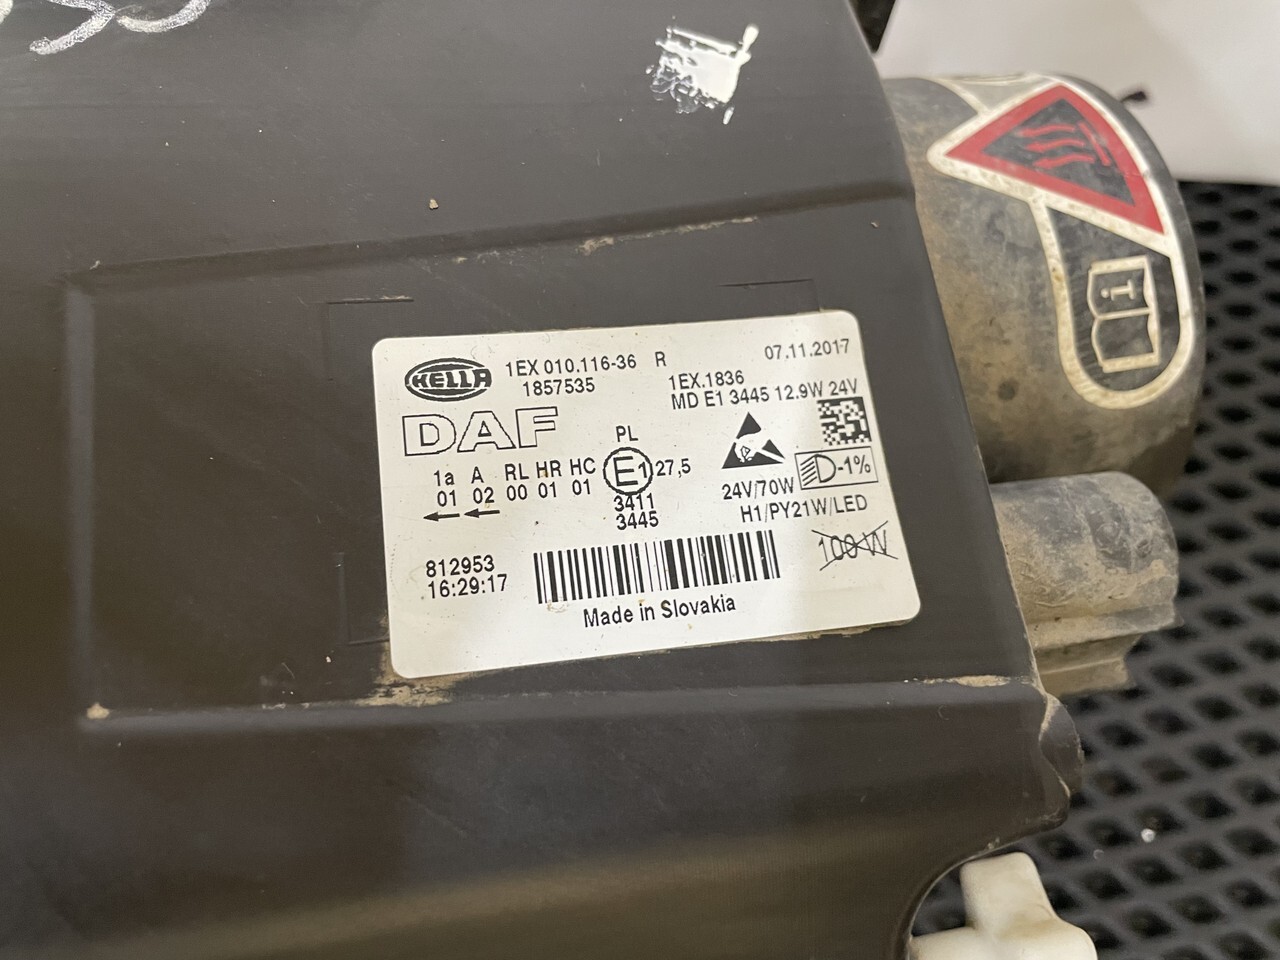 HELLA
1EX 010.116-36 R
07.11.2017
1857535
1EX.1836
MD E1 3445 12.9W 24V
DAF
PL
1a A RL HR HC E1 27,5
01 02 00 01 01
3411
3445
D-1%
24V/70W
H1/PY21W/LED
100 W
812953
16:29:17
Made in Slovakia
i